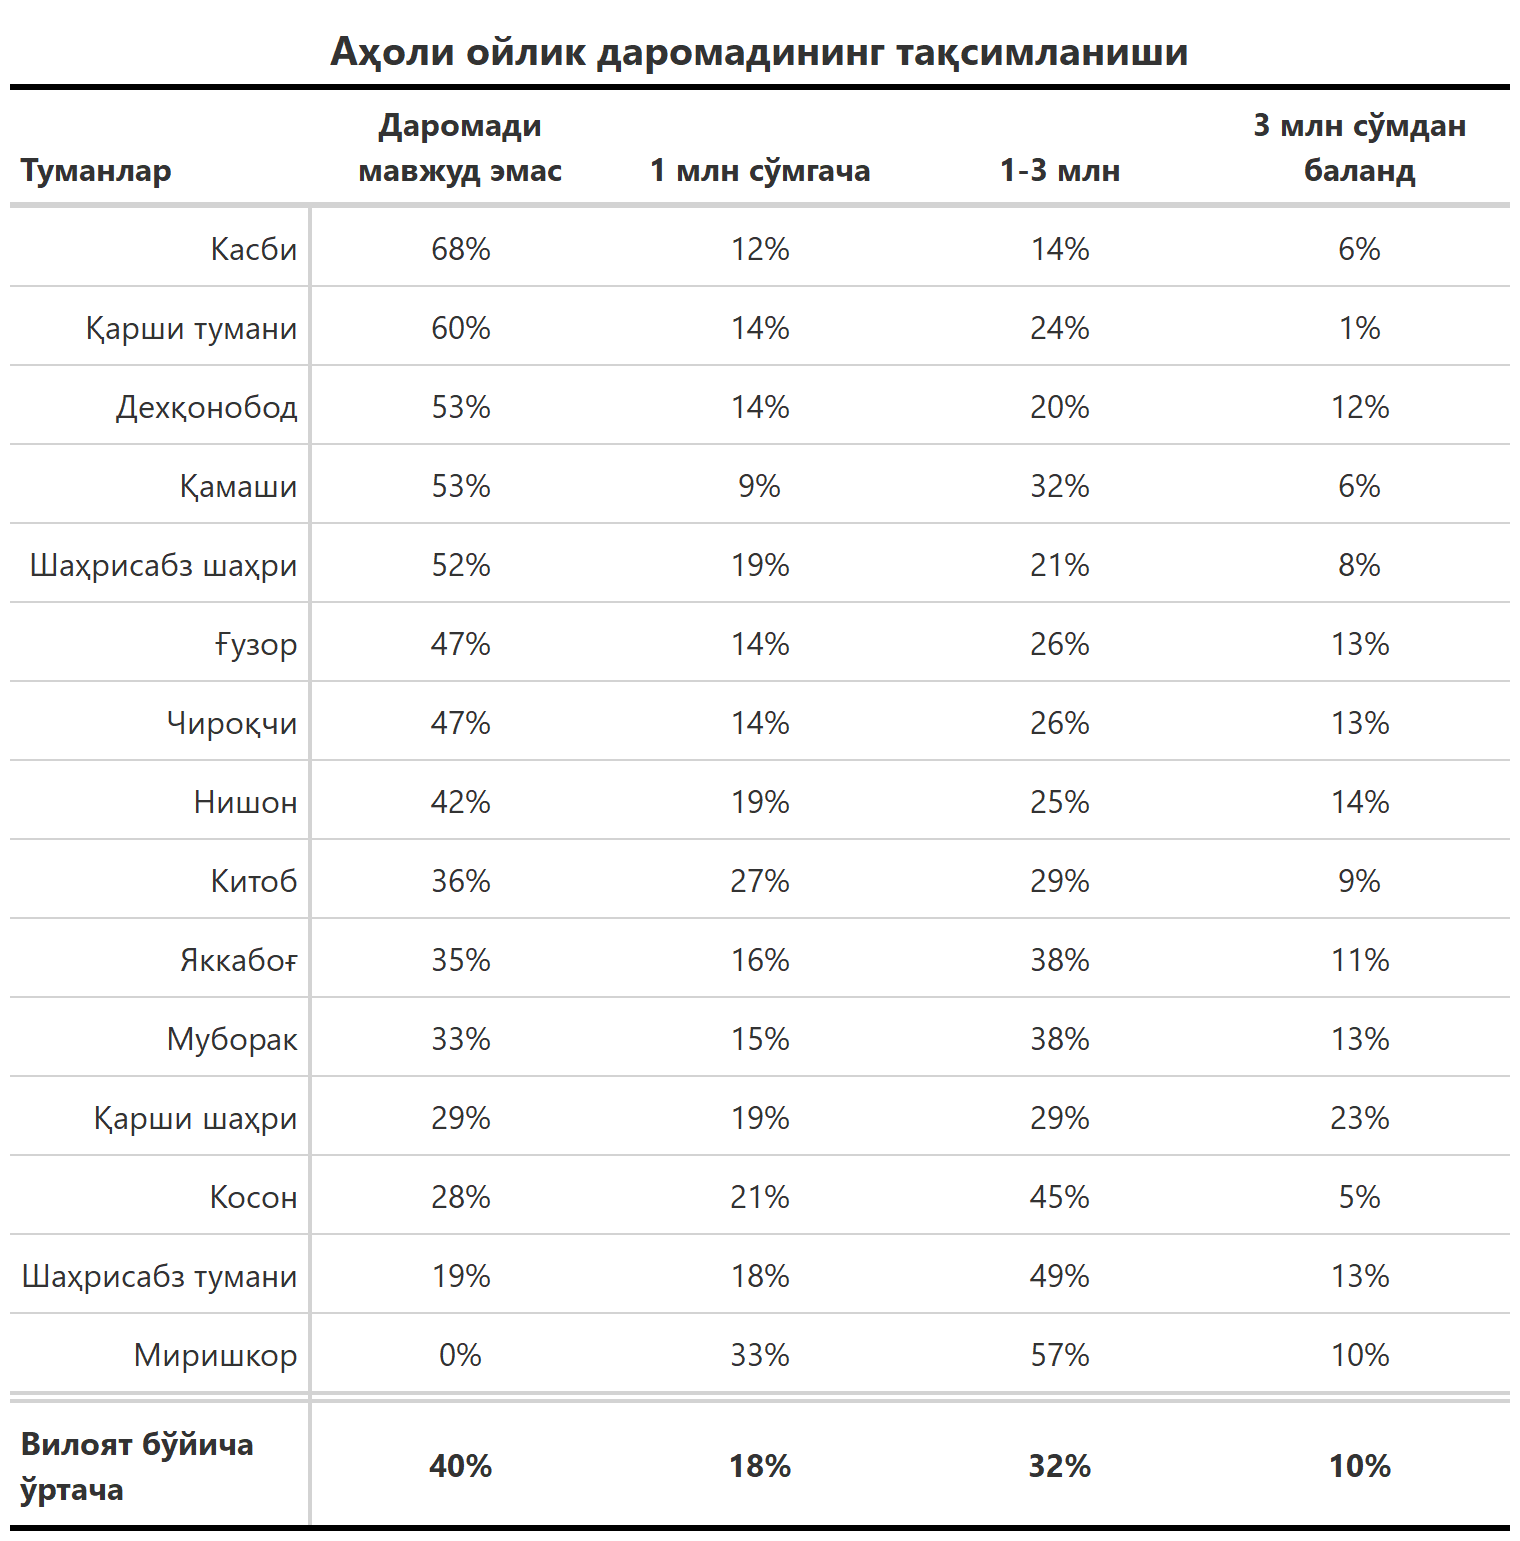 Аҳоли ойлик даромадининг тақсимланиши
Туманлар Даромади мавжуд эмас 1 млн сўмгача 1-3 млн 3 млн сўмдан баланд
Касби 68% 12% 14% 6%
Қарши тумани 60% 14% 24% 1%
Дехқонобод 53% 14% 20% 12%
Қамаши 53% 9% 32% 6%
Шаҳрисабз шаҳри 52% 19% 21% 8%
Ғузор 47% 14% 26% 13%
Чироқчи 47% 14% 26% 13%
Нишон 42% 19% 25% 14%
Китоб 36% 27% 29% 9%
Яккабоғ 35% 16% 38% 11%
Муборак 33% 15% 38% 13%
Қарши шаҳри 29% 19% 29% 23%
Косон 28% 21% 45% 5%
Шаҳрисабз тумани 19% 18% 49% 13%
Миришкор 0% 33% 57% 10%
Вилоят бўйича ўртача 40% 18% 32% 10%